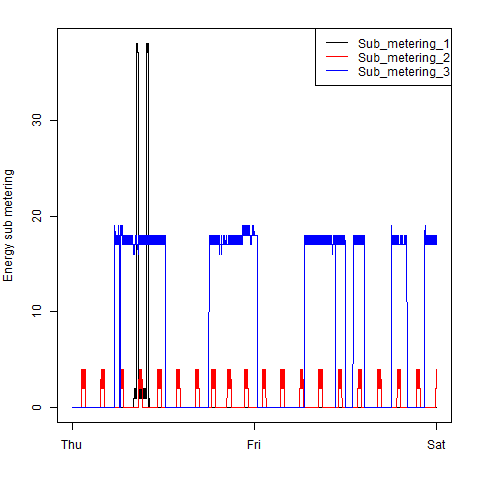 Sub_metering_1
Sub_metering_2
Sub_metering_3
Energy sub metering
30
20
10
0
Thu Fri Sat